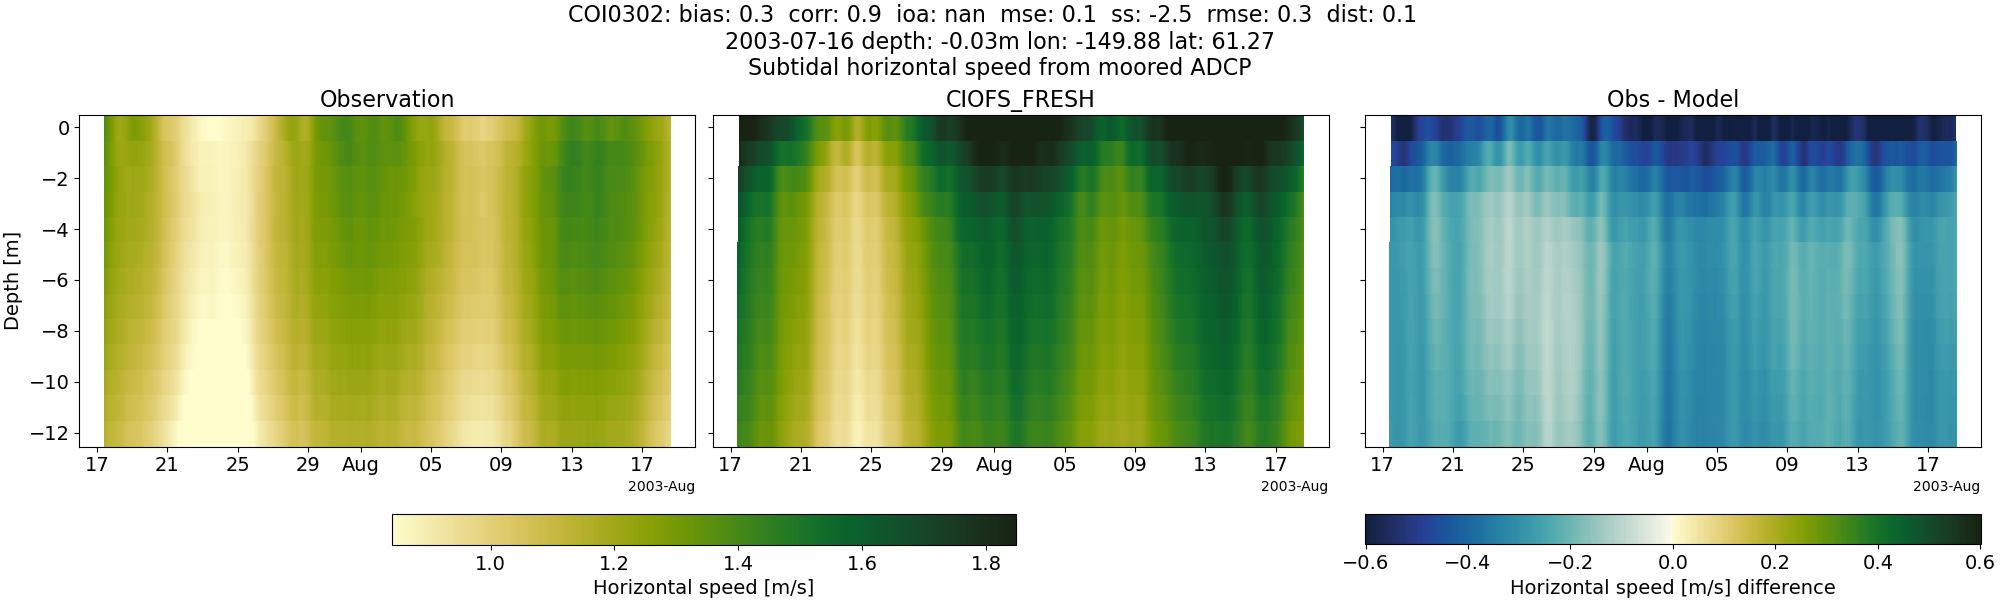 COI0302: bias: 0.3  corr: 0.9  ioa: nan  mse: 0.1  ss: -2.5  rmse: 0.3  dist: 0.1
2003-07-16 depth: -0.03m lon: -149.88 lat: 61.27
Subtidal horizontal speed from moored ADCP
Observation
CIOFS_FRESH
Obs - Model
Depth [m]
0
−2
−4
−6
−8
−10
−12
17 21 25 29 Aug 05 09 13 17
2003-Aug
17 21 25 29 Aug 05 09 13 17
2003-Aug
17 21 25 29 Aug 05 09 13 17
2003-Aug
1.0 1.2 1.4 1.6 1.8
Horizontal speed [m/s]
−0.6 −0.4 −0.2 0.0 0.2 0.4 0.6
Horizontal speed [m/s] difference